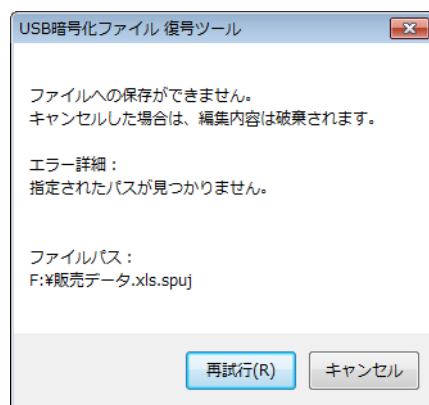 USB暗号化ファイル 復号ツール
ファイルへの保存ができません。
キャンセルした場合は、編集内容は破棄されます。
エラー詳細：
指定されたパスが見つかりません。
ファイルパス：
F:¥販売データ.xls.spuj
再試行(R) キャンセル